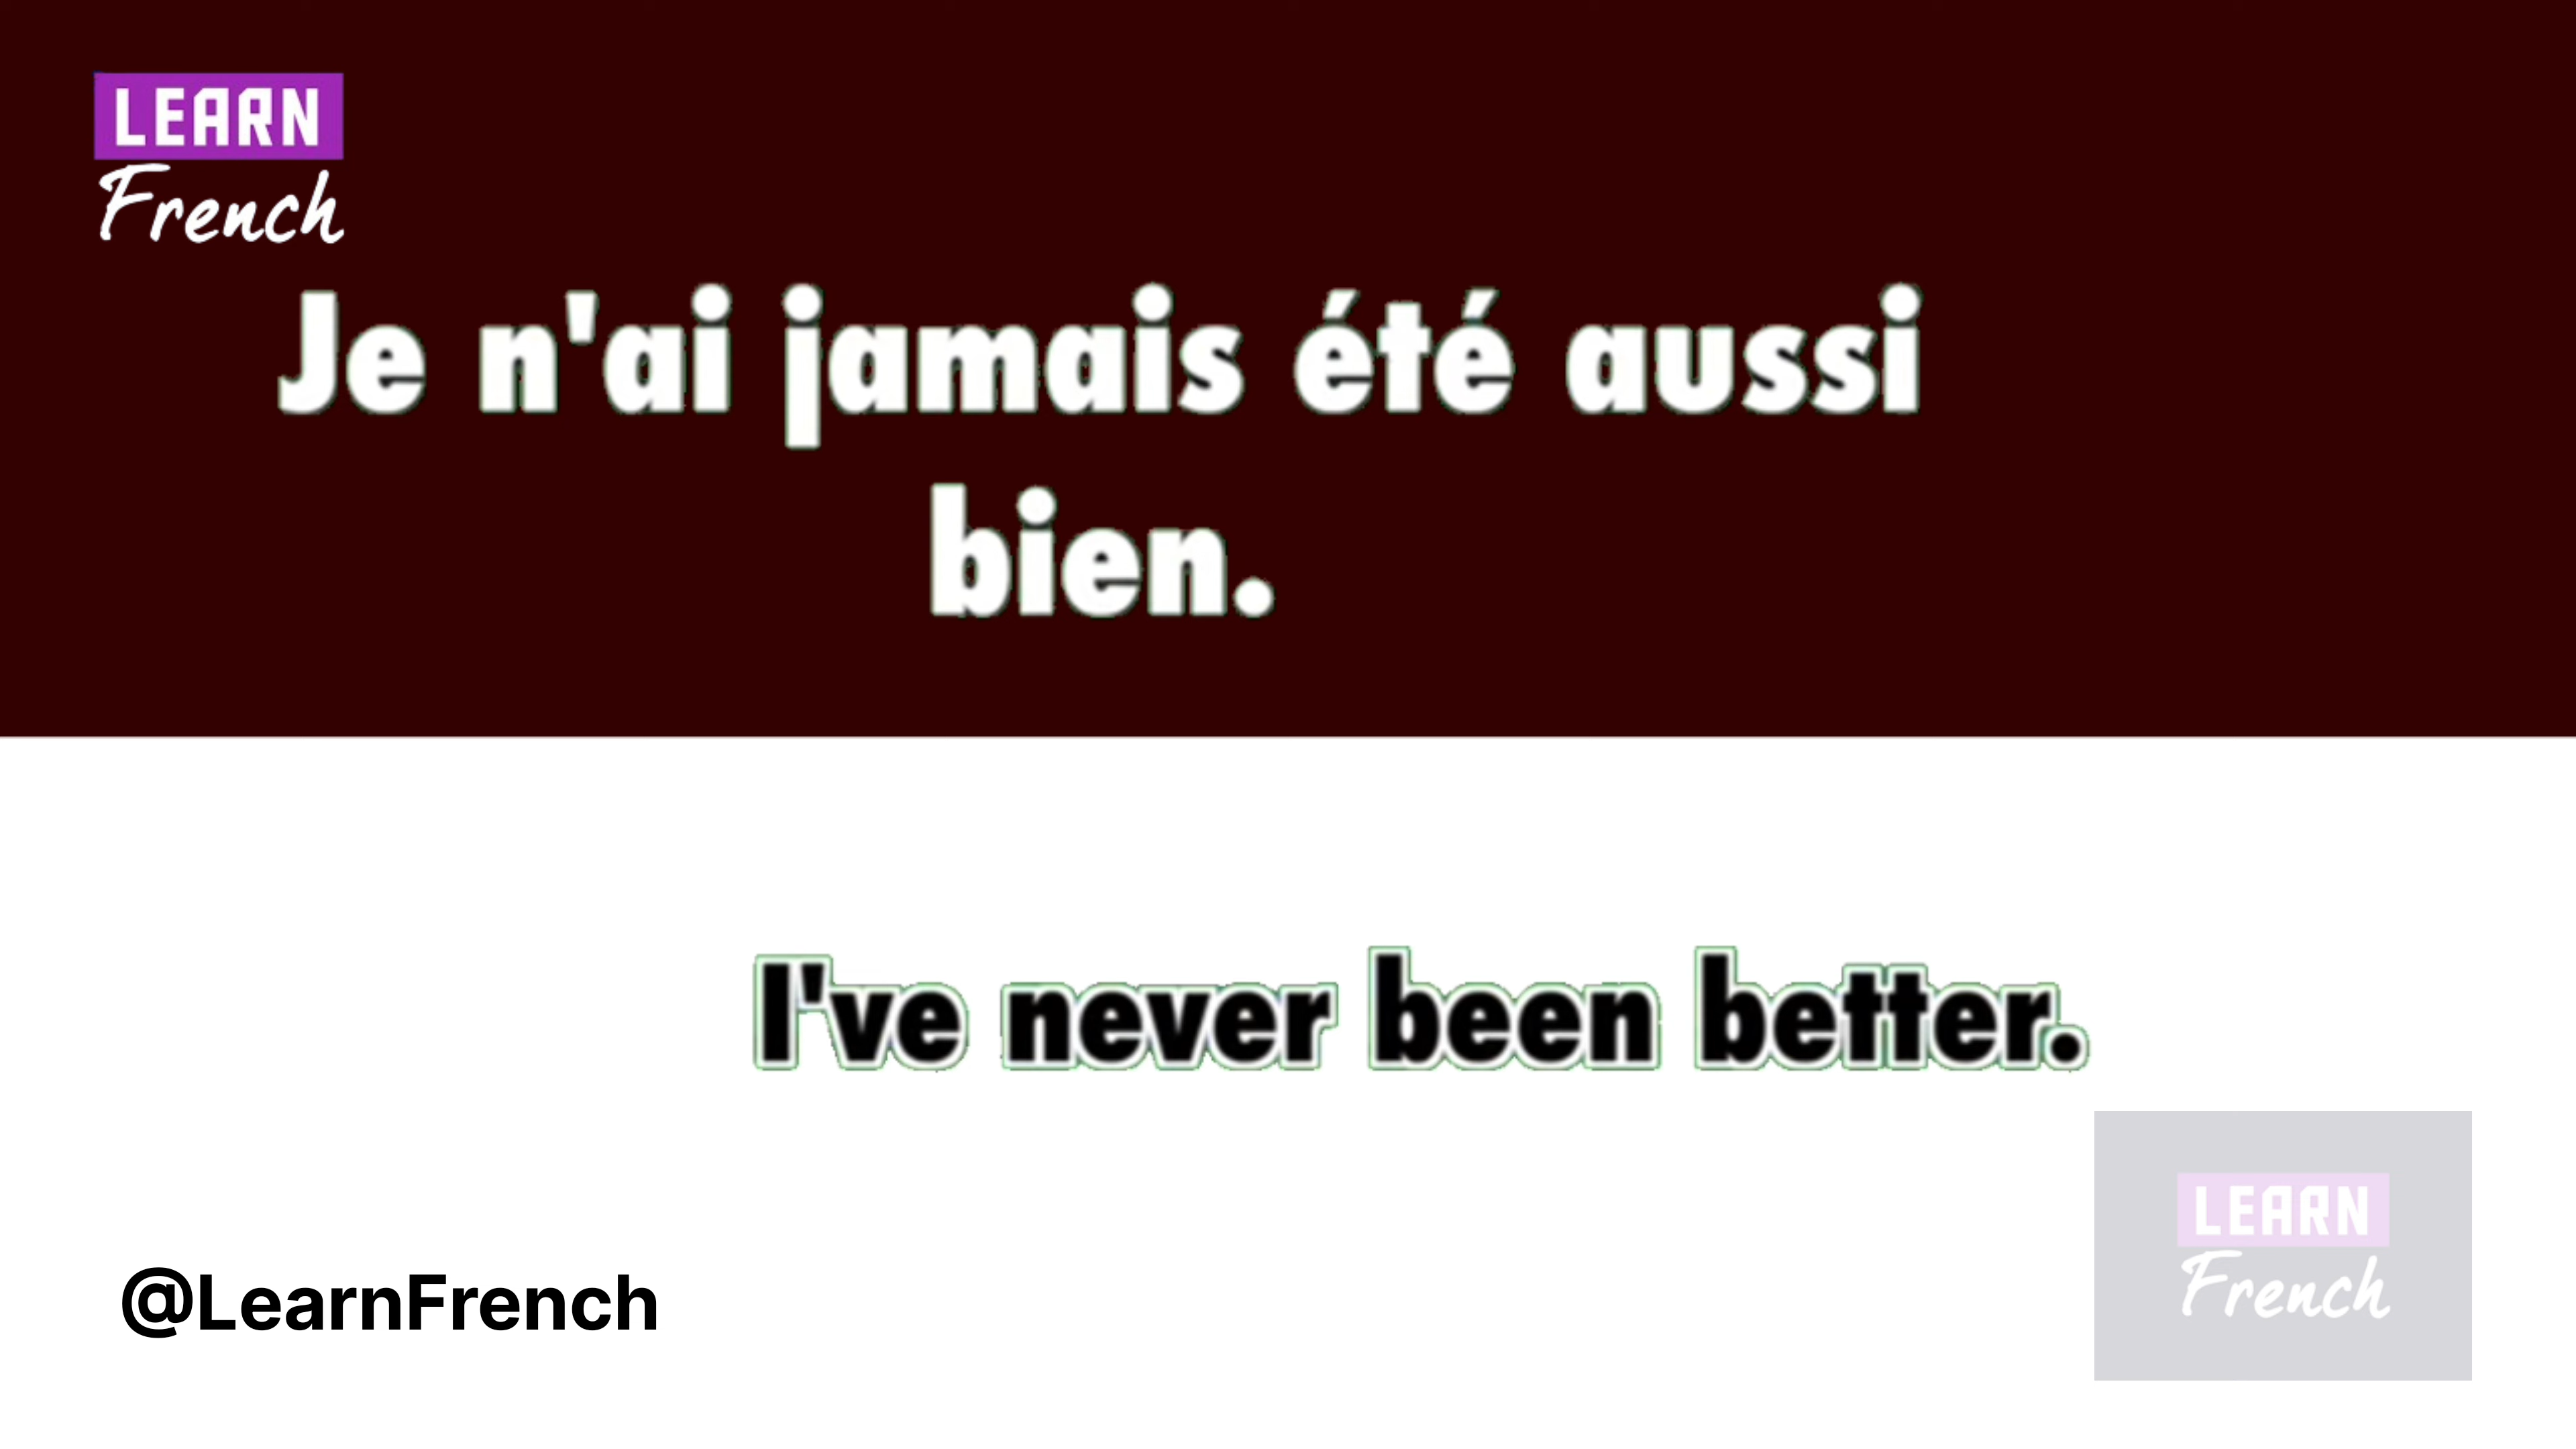 LEARN
French
Je n'ai jamais été aussi
bien.
I've never been better.
LEARN
French
@LearnFrench